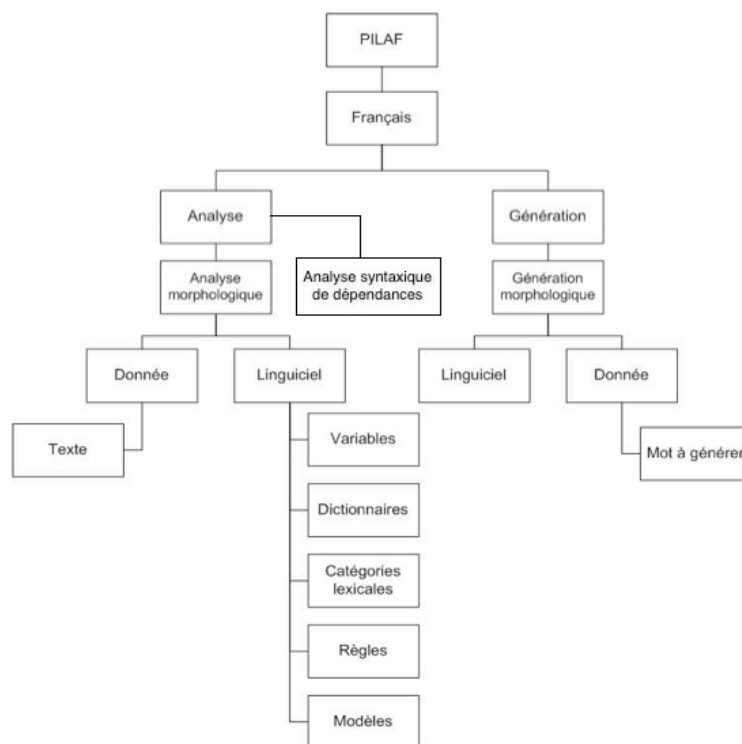 PILAF
Français
Analyse
Génération
Analyse
morphologique
Analyse syntaxique
de dépendances
Génération
morphologique
Donnée
Linguiciel
Linguiciel
Donnée
Texte
Variables
Mot à générer
Dictionnaires
Catégories
lexicales
Règles
Modèles